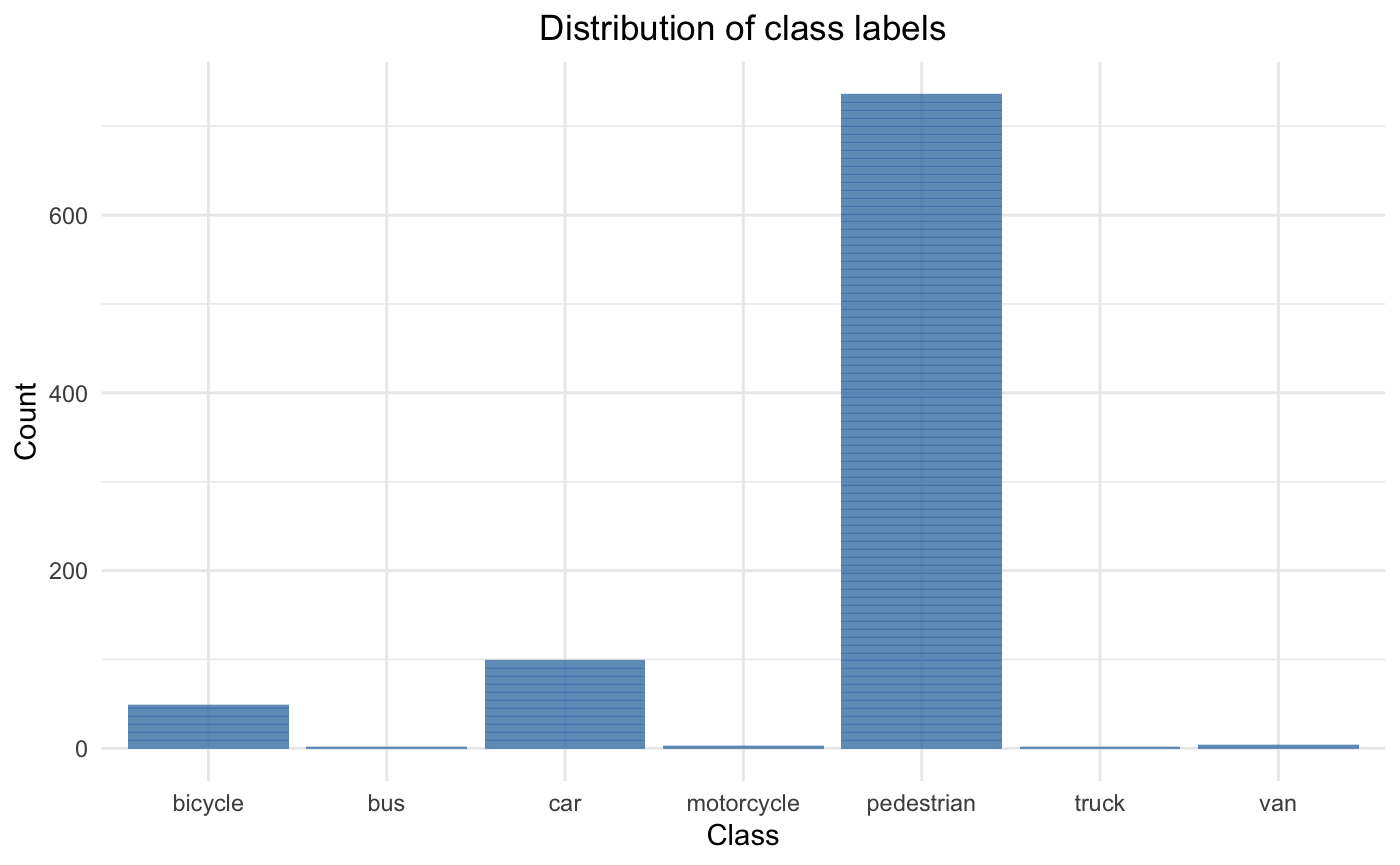 Distribution of class labels
Count
600
400
200
0
bicycle bus car motorcycle pedestrian truck van
Class